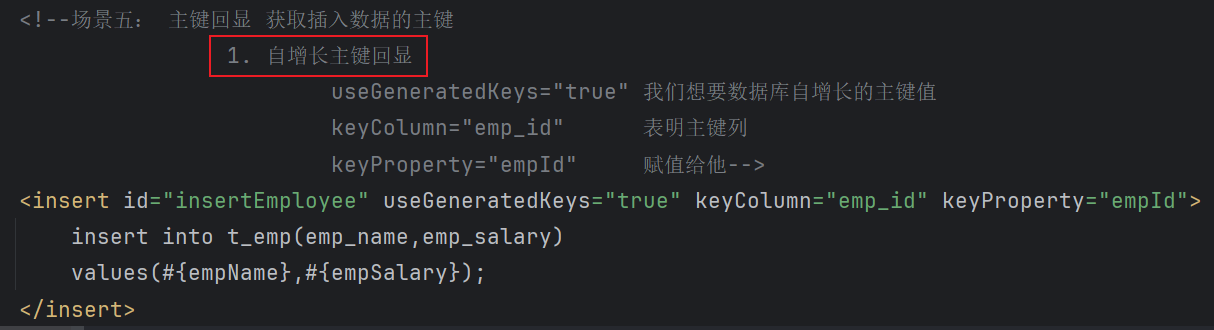 <!--场景五： 主键回显 获取插入数据的主键
1. 自增长主键回显
useGeneratedKeys="true" 我们想要数据库自增长的主键值
keyColumn="emp_id" 表明主键列
keyProperty="empId" 赋值给他-->
<insert id="insertEmployee" useGeneratedKeys="true" keyColumn="emp_id" keyProperty="empId">
insert into t_emp(emp_name,emp_salary)
values(#{empName},#{empSalary});
</insert>